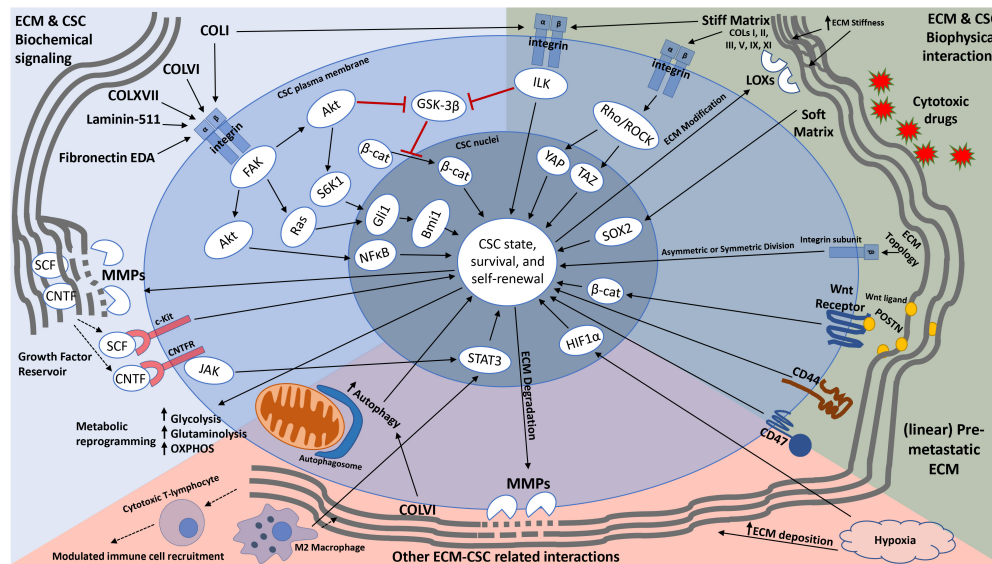 ECM & CSC
Biochemical
signaling
COLI
COLVI
COLXVII
Laminin-511
Fibronectin EDA
α β
integrin
CSC plasma membrane
FAK
Akt
Akt
S6K1
Ras
GSK-3β
β-cat
β-cat
CSC nuclei
Gli1
Bmi1
NFκB
α β
integrin
ILK
Stiff Matrix
COLs I, II,
III, V, IX, XI
integrin
Rho/ROCK
YAP
TAZ
ECM Modification
LOXs
Soft
Matrix
SOX2
ECM Stiffness
ECM & CSC
Biophysical
interactions
Cytotoxic
drugs
CSC state,
survival, and
self-renewal
Asymmetric or Symmetric Division
Integrin subunit
β
ECM
Topology
β-cat
Wnt
Receptor
Wnt ligand
POSTN
HIF1α
CD44
CD47
(linear) Pre-
metastatic
ECM
SCF
CNTF
MMPs
Growth Factor
Reservoir
SCF
c-Kit
CNTF
CNTFR
JAK
STAT3
Metabolic
reprogramming
Glycolysis
Glutaminolysis
OXPHOS
Autophagy
Autophagosome
ECM Degradation
MMPs
COLVI
Cytotoxic T-lymphocyte
M2 Macrophage
Modulated immune cell recruitment
Other ECM-CSC related interactions
ECM deposition
Hypoxia